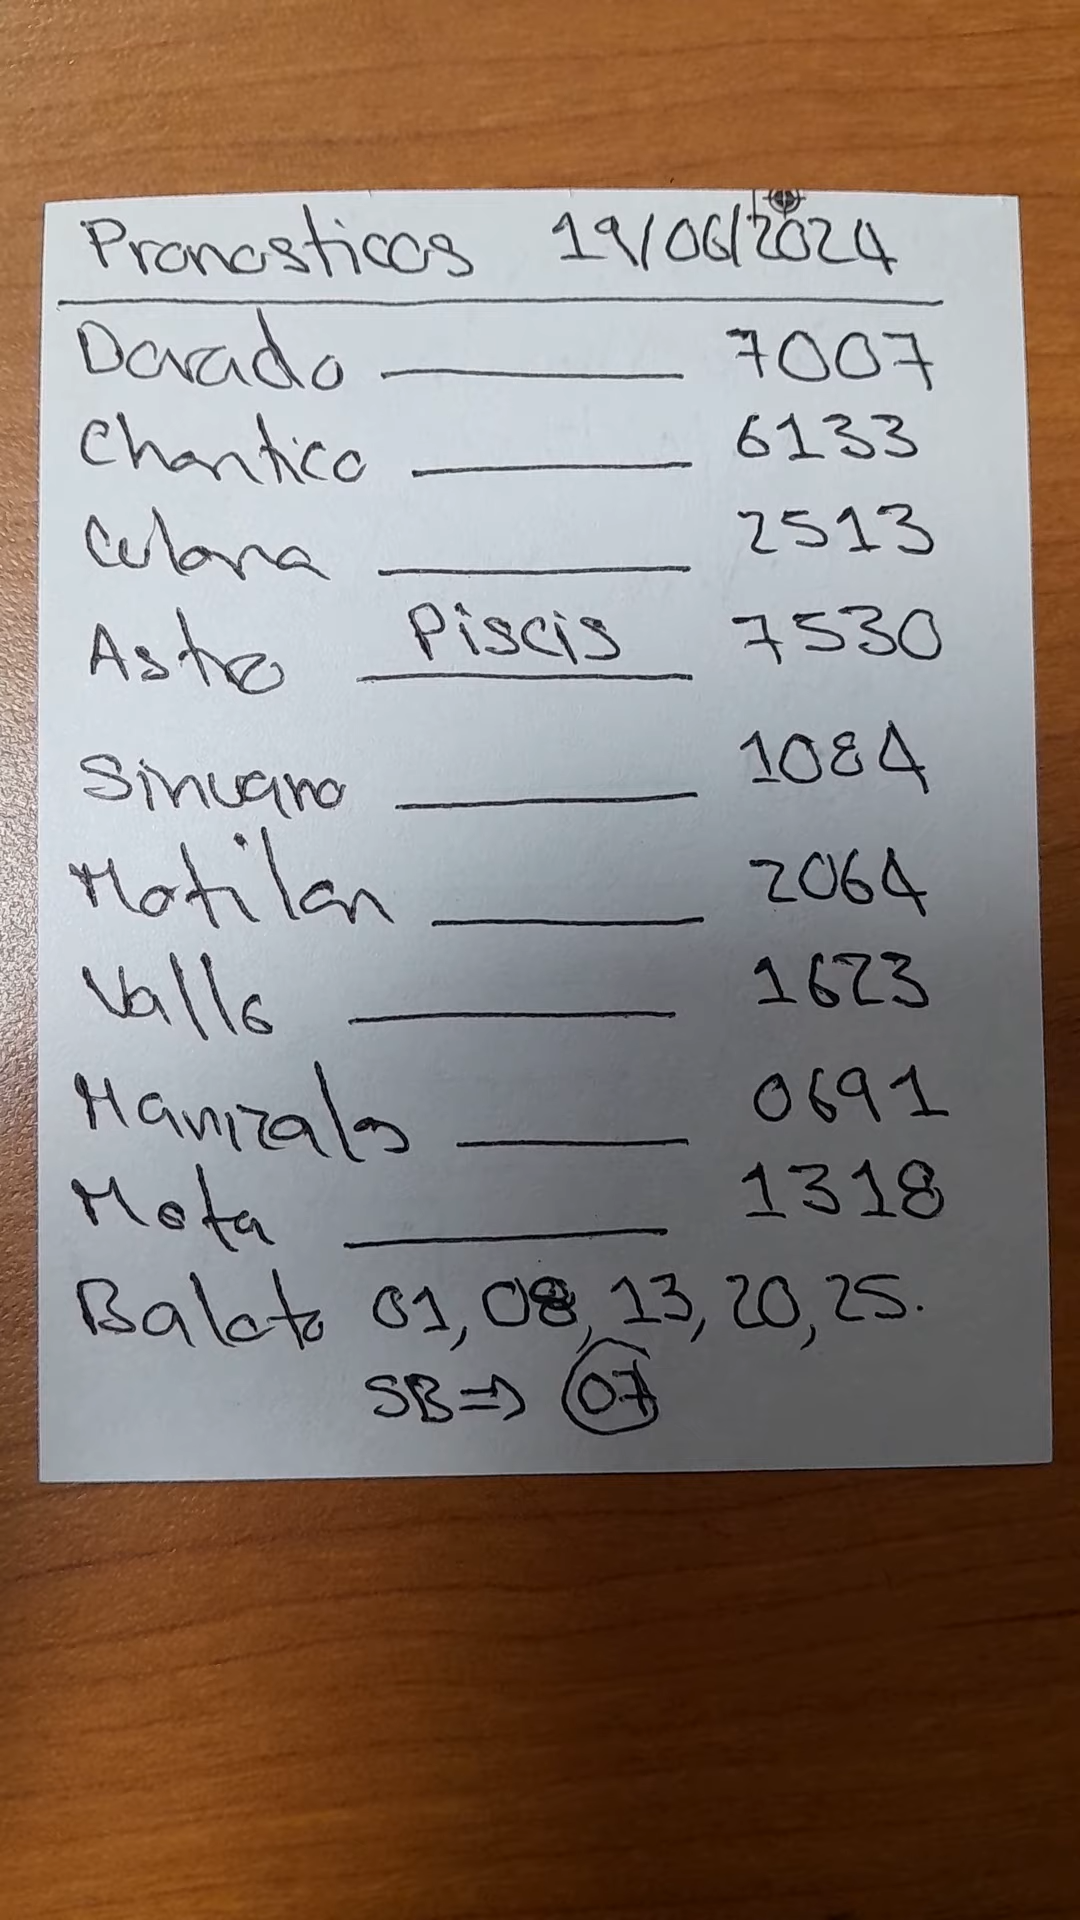 Pronosticos 19/06/2024
Dorado 7007
Chontico 6133
Culona 2513
Astro Piscis 7530
Sinuano 1084
Motilon 2064
Valle 1623
Manizales 0691
Meta 1318
Baloto 01, 08, 13, 20, 25.
SB⇒ 07